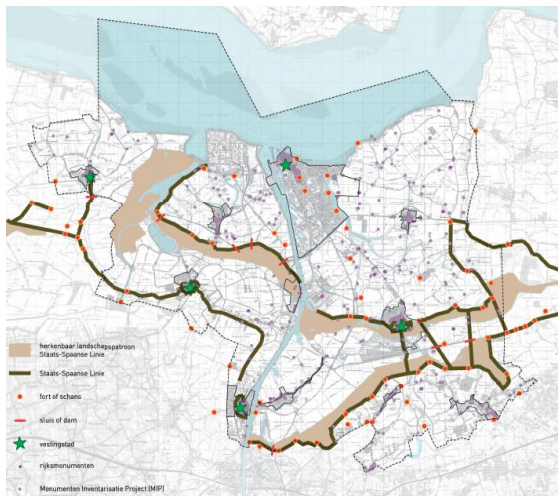 herkenbaar landschapspatroon
Staats-Spaanse Linie
Staats-Spaanse Linie
fort of schans
sluis of dam
vestingstad
rijksmonumenten
Monumenten Inventarisatie Project (MIP)